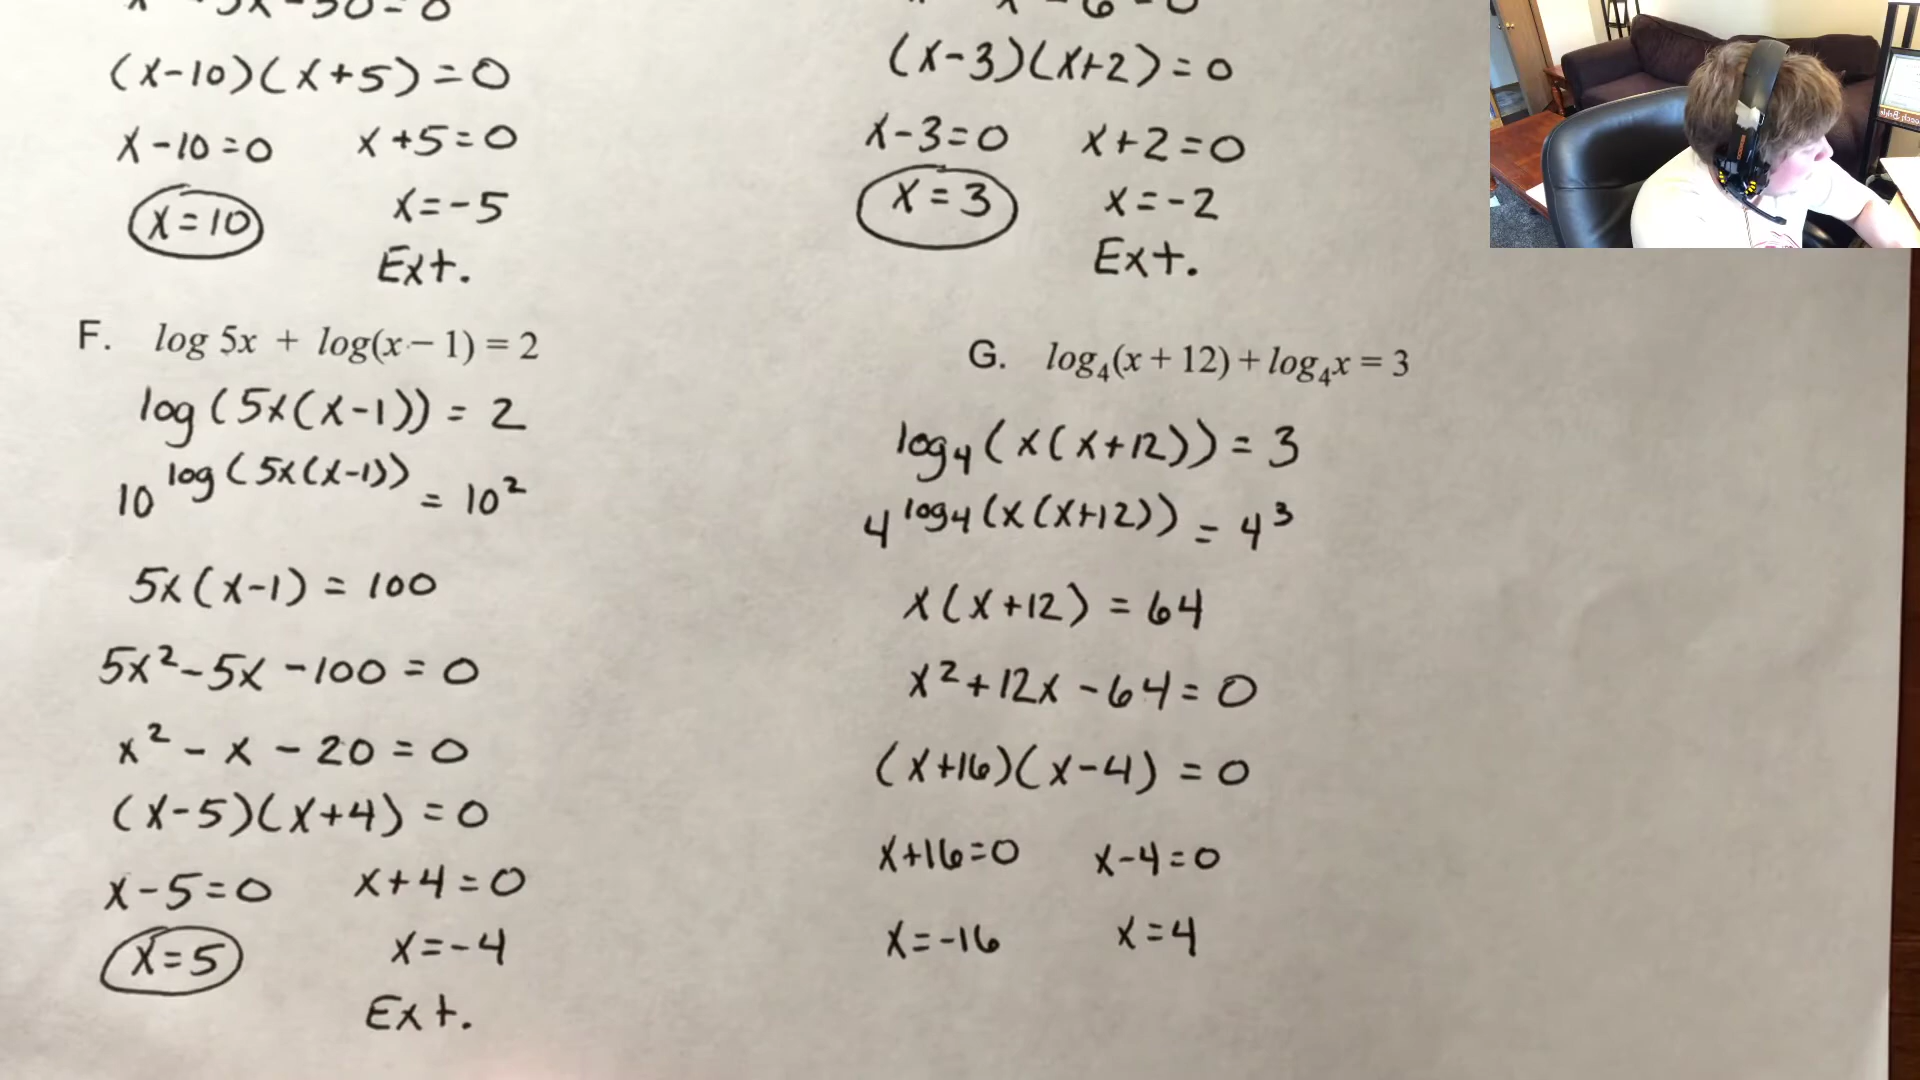 (x-10)(x+5)=0
x-10=0 x+5=0
x=10 x=-5
Ext.
(x-3)(x+2)=0
x-3=0 x+2=0
x=3 x=-2
Ext.
F. log 5x + log(x − 1) = 2
log(5x(x-1)) = 2
10^log(5x(x-1)) = 10²
5x(x-1) = 100
5x²-5x-100=0
x²-x-20=0
(x-5)(x+4)=0
x-5=0 x+4=0
x=5 x=-4
Ext.
G. log₄(x + 12) + log₄x = 3
log₄(x(x+12))=3
4^log₄(x(x+12)) = 4³
x(x+12)=64
x²+12x-64=0
(x+16)(x-4)=0
x+16=0 x-4=0
x=-16 x=4